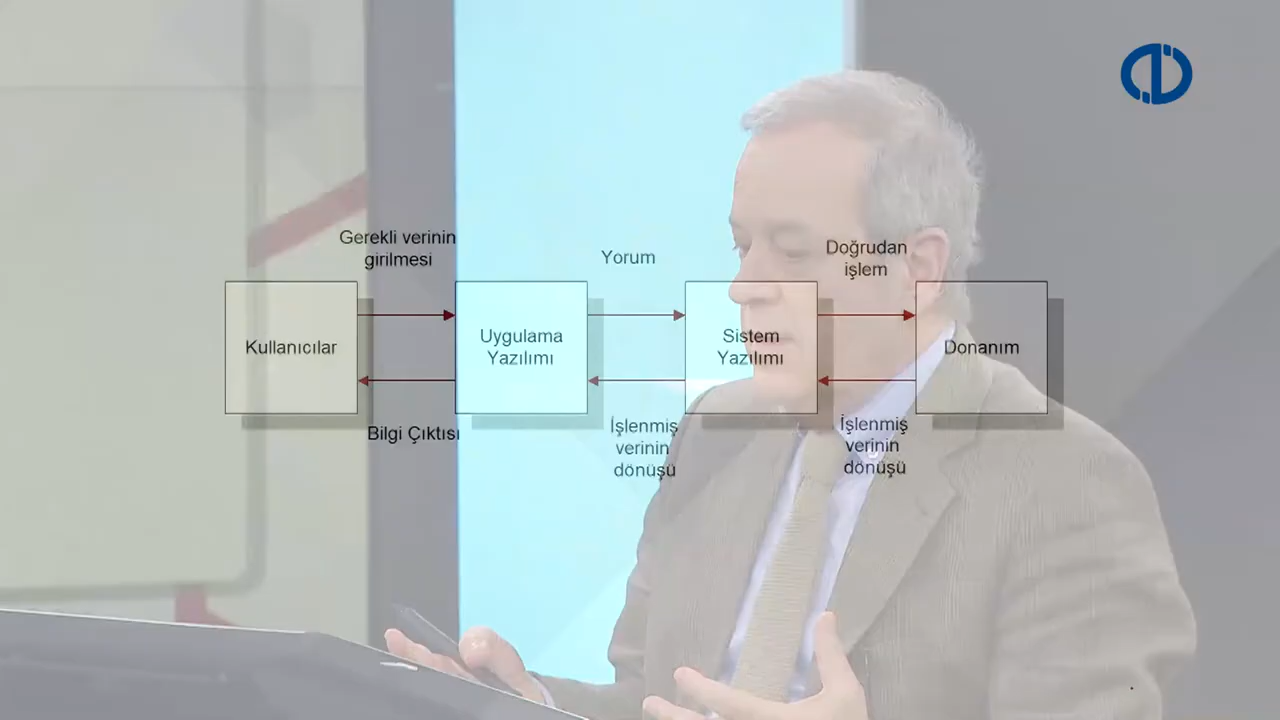 Gerekli verinin
girilmesi
Yorum
Doğrudan
işlem
Kullanıcılar
Uygulama
Yazılımı
Sistem
Yazılımı
Donanım
Bilgi Çıktısı
İşlenmiş
verinin
dönüşü
İşlenmiş
verinin
dönüşü